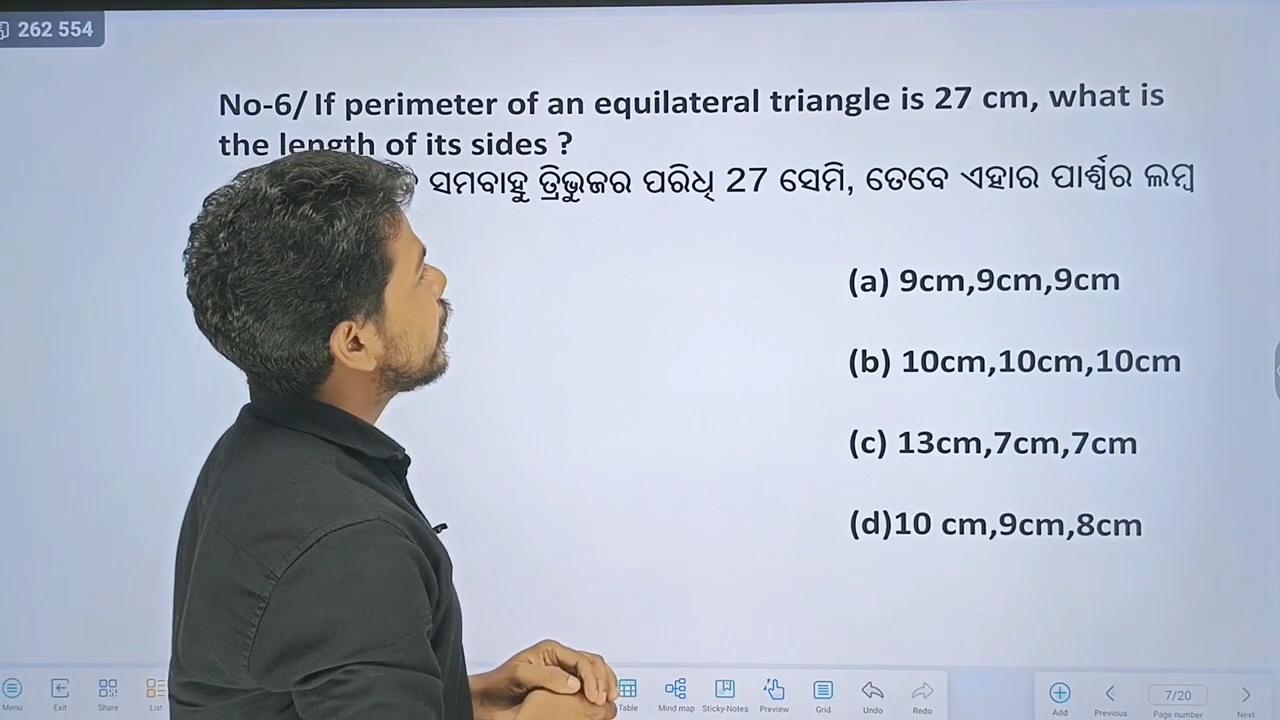 262 554
No-6/ If perimeter of an equilateral triangle is 27 cm, what is
the length of its sides ?
ସମବାହୁ ତ୍ରିଭୁଜର ପରିଧି 27 ସେମି, ତେବେ ଏହାର ପାର୍ଶ୍ଵର ଲମ୍ବ
(a) 9cm,9cm,9cm
(b) 10cm,10cm,10cm
(c) 13cm,7cm,7cm
(d)10 cm,9cm,8cm
Menu Exit Share List Table Mind map Sticky-Notes Preview Grid Undo Redo Add Previous 7/20 Page number Next